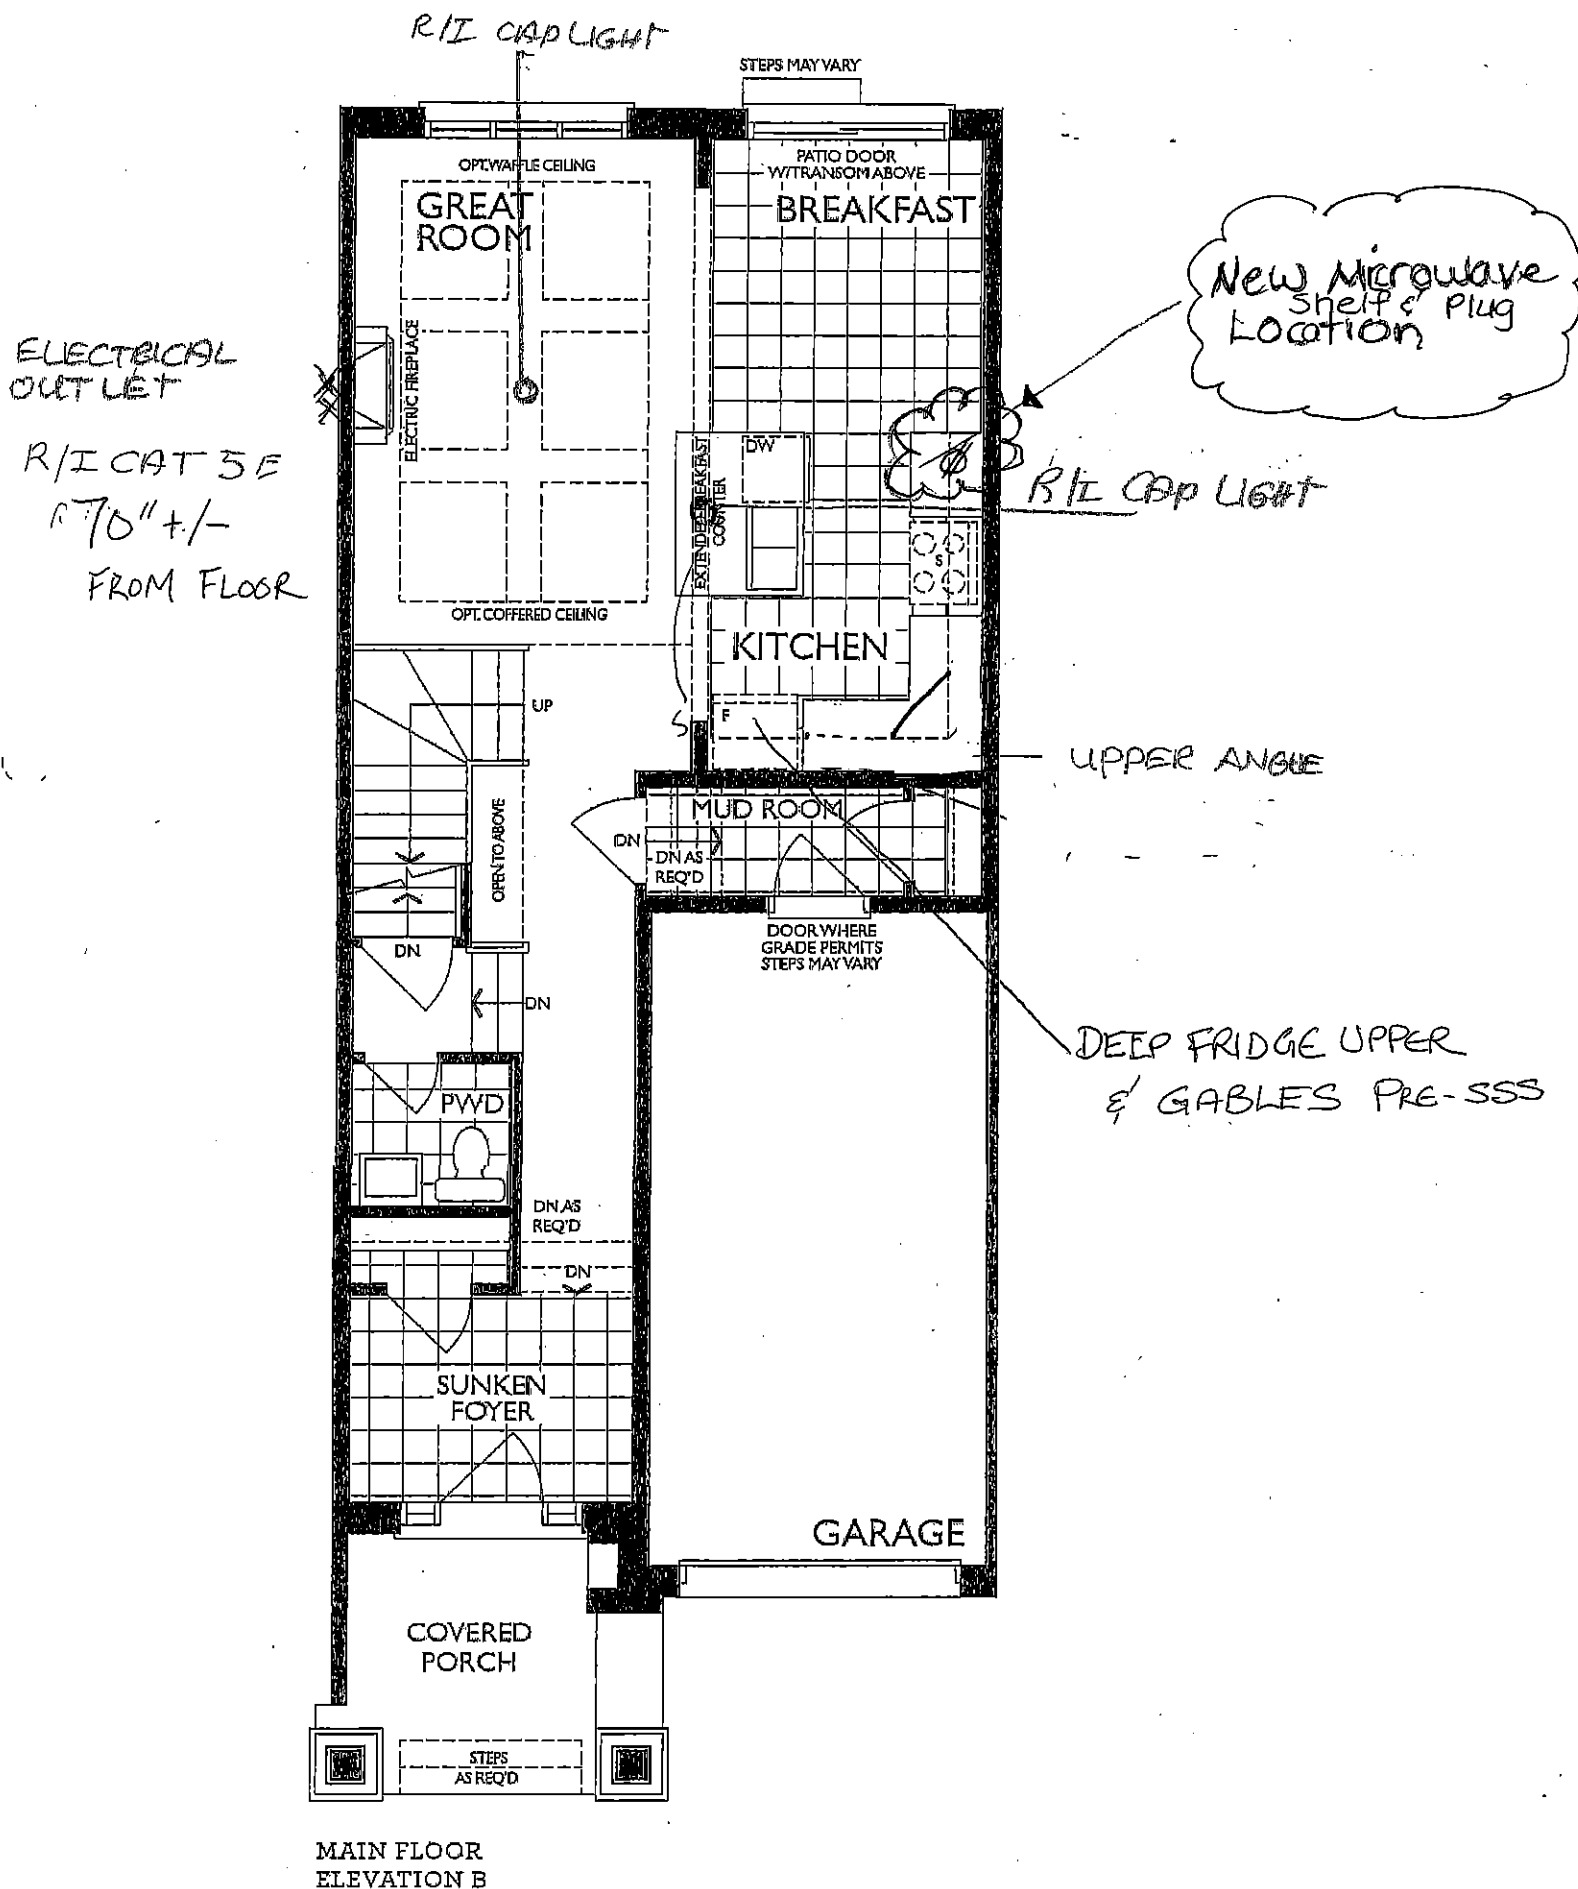 R/I CAP LIGHT
STEPS MAY VARY
OPT. WAFFLE CEILING
GREAT
ROOM
PATIO DOOR
W/TRANSOM ABOVE
BREAKFAST
New Microwave
Shelf & Plug
Location
ELECTRICAL
OUTLET
ELECTRIC FIREPLACE
R/I CAT 5E
70" +/-
FROM FLOOR
DW
EXTENDED BREAKFAST
COUNTER
R/I CAP LIGHT
S
OPT. COFFERED CEILING
KITCHEN
UP
S
F
UPPER ANGLE
OPEN TO ABOVE
MUD ROOM
DN
DN AS
REQ'D
DOOR WHERE
GRADE PERMITS
STEPS MAY VARY
DN
DN
DEEP FRIDGE UPPER
& GABLES PRE-SSS
PWD
DN AS
REQ'D
DN
SUNKEN
FOYER
GARAGE
COVERED
PORCH
STEPS
AS REQ'D
MAIN FLOOR
ELEVATION B